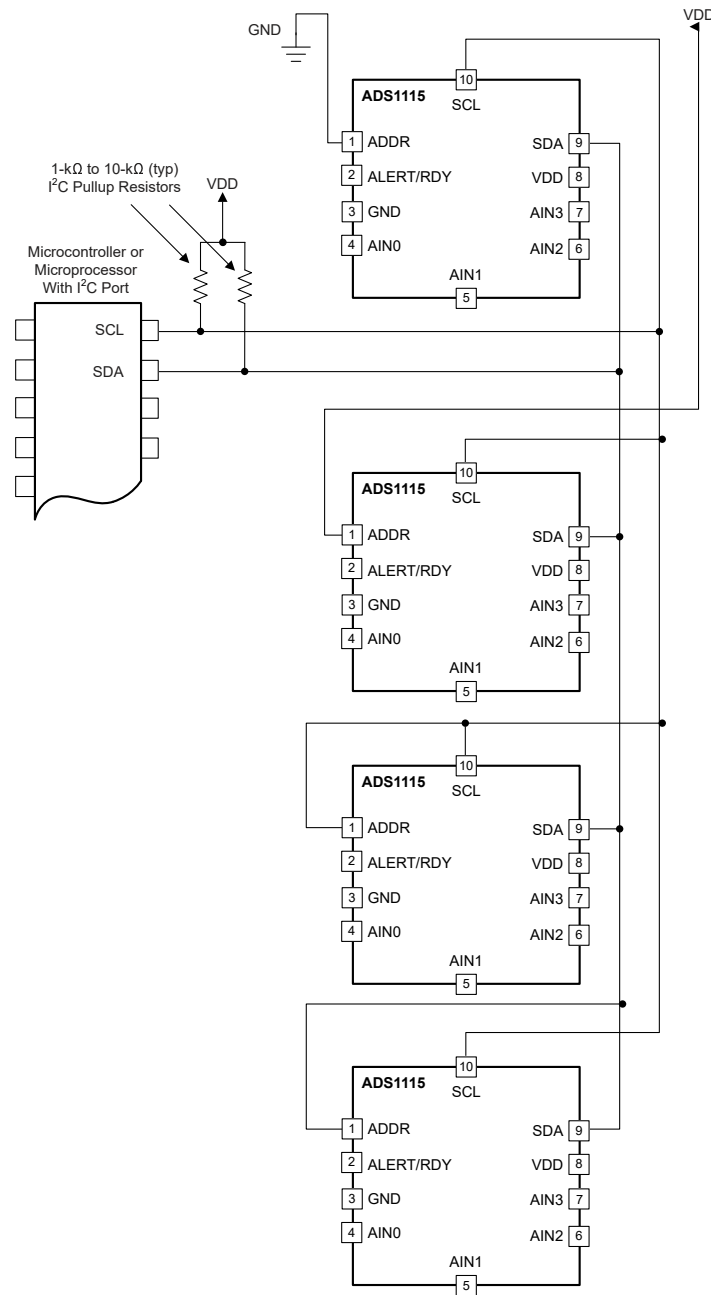 VDD
GND
10
ADS1115
SCL
1 ADDR
SDA 9
2 ALERT/RDY
VDD 8
3 GND
AIN3 7
4 AIN0
AIN2 6
AIN1
5
1-kΩ to 10-kΩ (typ)
I²C Pullup Resistors
VDD
Microcontroller or
Microprocessor
With I²C Port
SCL
SDA
10
ADS1115
SCL
1 ADDR
SDA 9
2 ALERT/RDY
VDD 8
3 GND
AIN3 7
4 AIN0
AIN2 6
AIN1
5
10
ADS1115
SCL
1 ADDR
SDA 9
2 ALERT/RDY
VDD 8
3 GND
AIN3 7
4 AIN0
AIN2 6
AIN1
5
10
ADS1115
SCL
1 ADDR
SDA 9
2 ALERT/RDY
VDD 8
3 GND
AIN3 7
4 AIN0
AIN2 6
AIN1
5